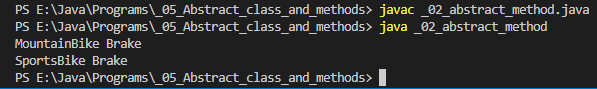 PS E:\Java\Programs\_05_Abstract_class_and_methods> javac _02_abstract_method.java
PS E:\Java\Programs\_05_Abstract_class_and_methods> java _02_abstract_method
MountainBike Brake
SportsBike Brake
PS E:\Java\Programs\_05_Abstract_class_and_methods>